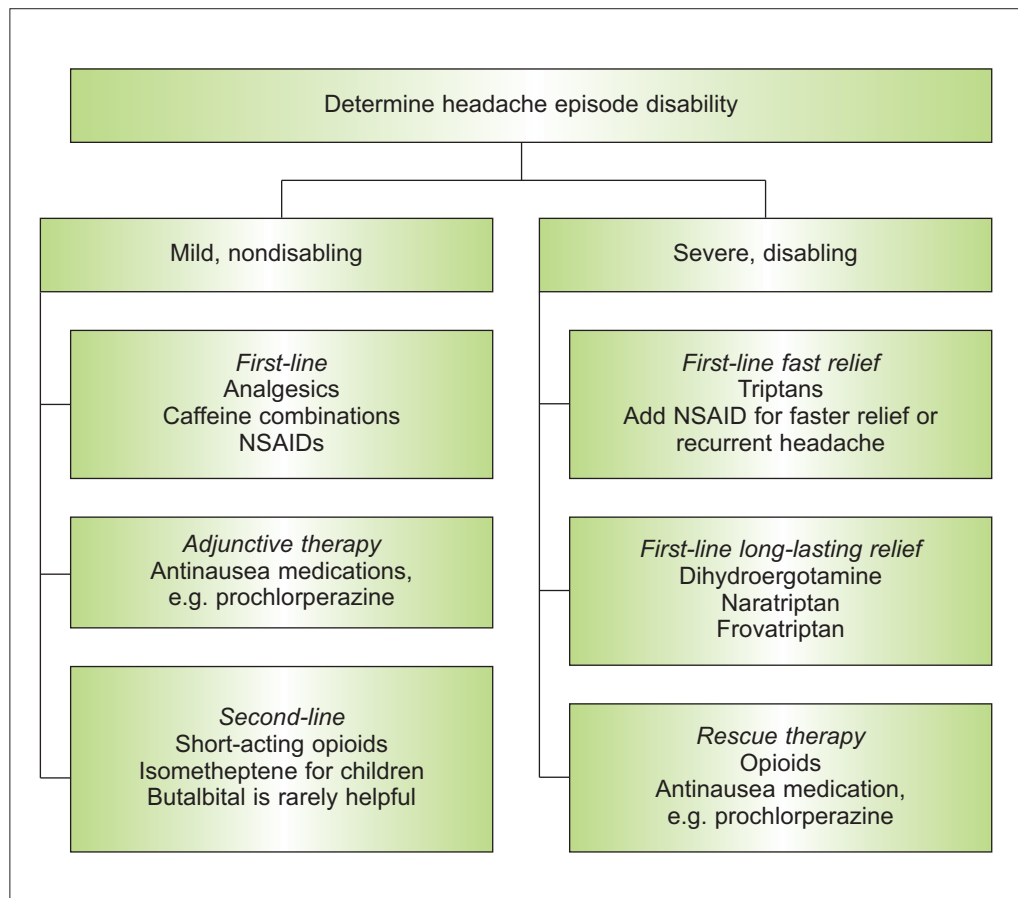 Determine headache episode disability
Mild, nondisabling
First-line
Analgesics
Caffeine combinations
NSAIDs
Adjunctive therapy
Antinausea medications,
e.g. prochlorperazine
Second-line
Short-acting opioids
Isometheptene for children
Butalbital is rarely helpful
Severe, disabling
First-line fast relief
Triptans
Add NSAID for faster relief or
recurrent headache
First-line long-lasting relief
Dihydroergotamine
Naratriptan
Frovatriptan
Rescue therapy
Opioids
Antinausea medication,
e.g. prochlorperazine